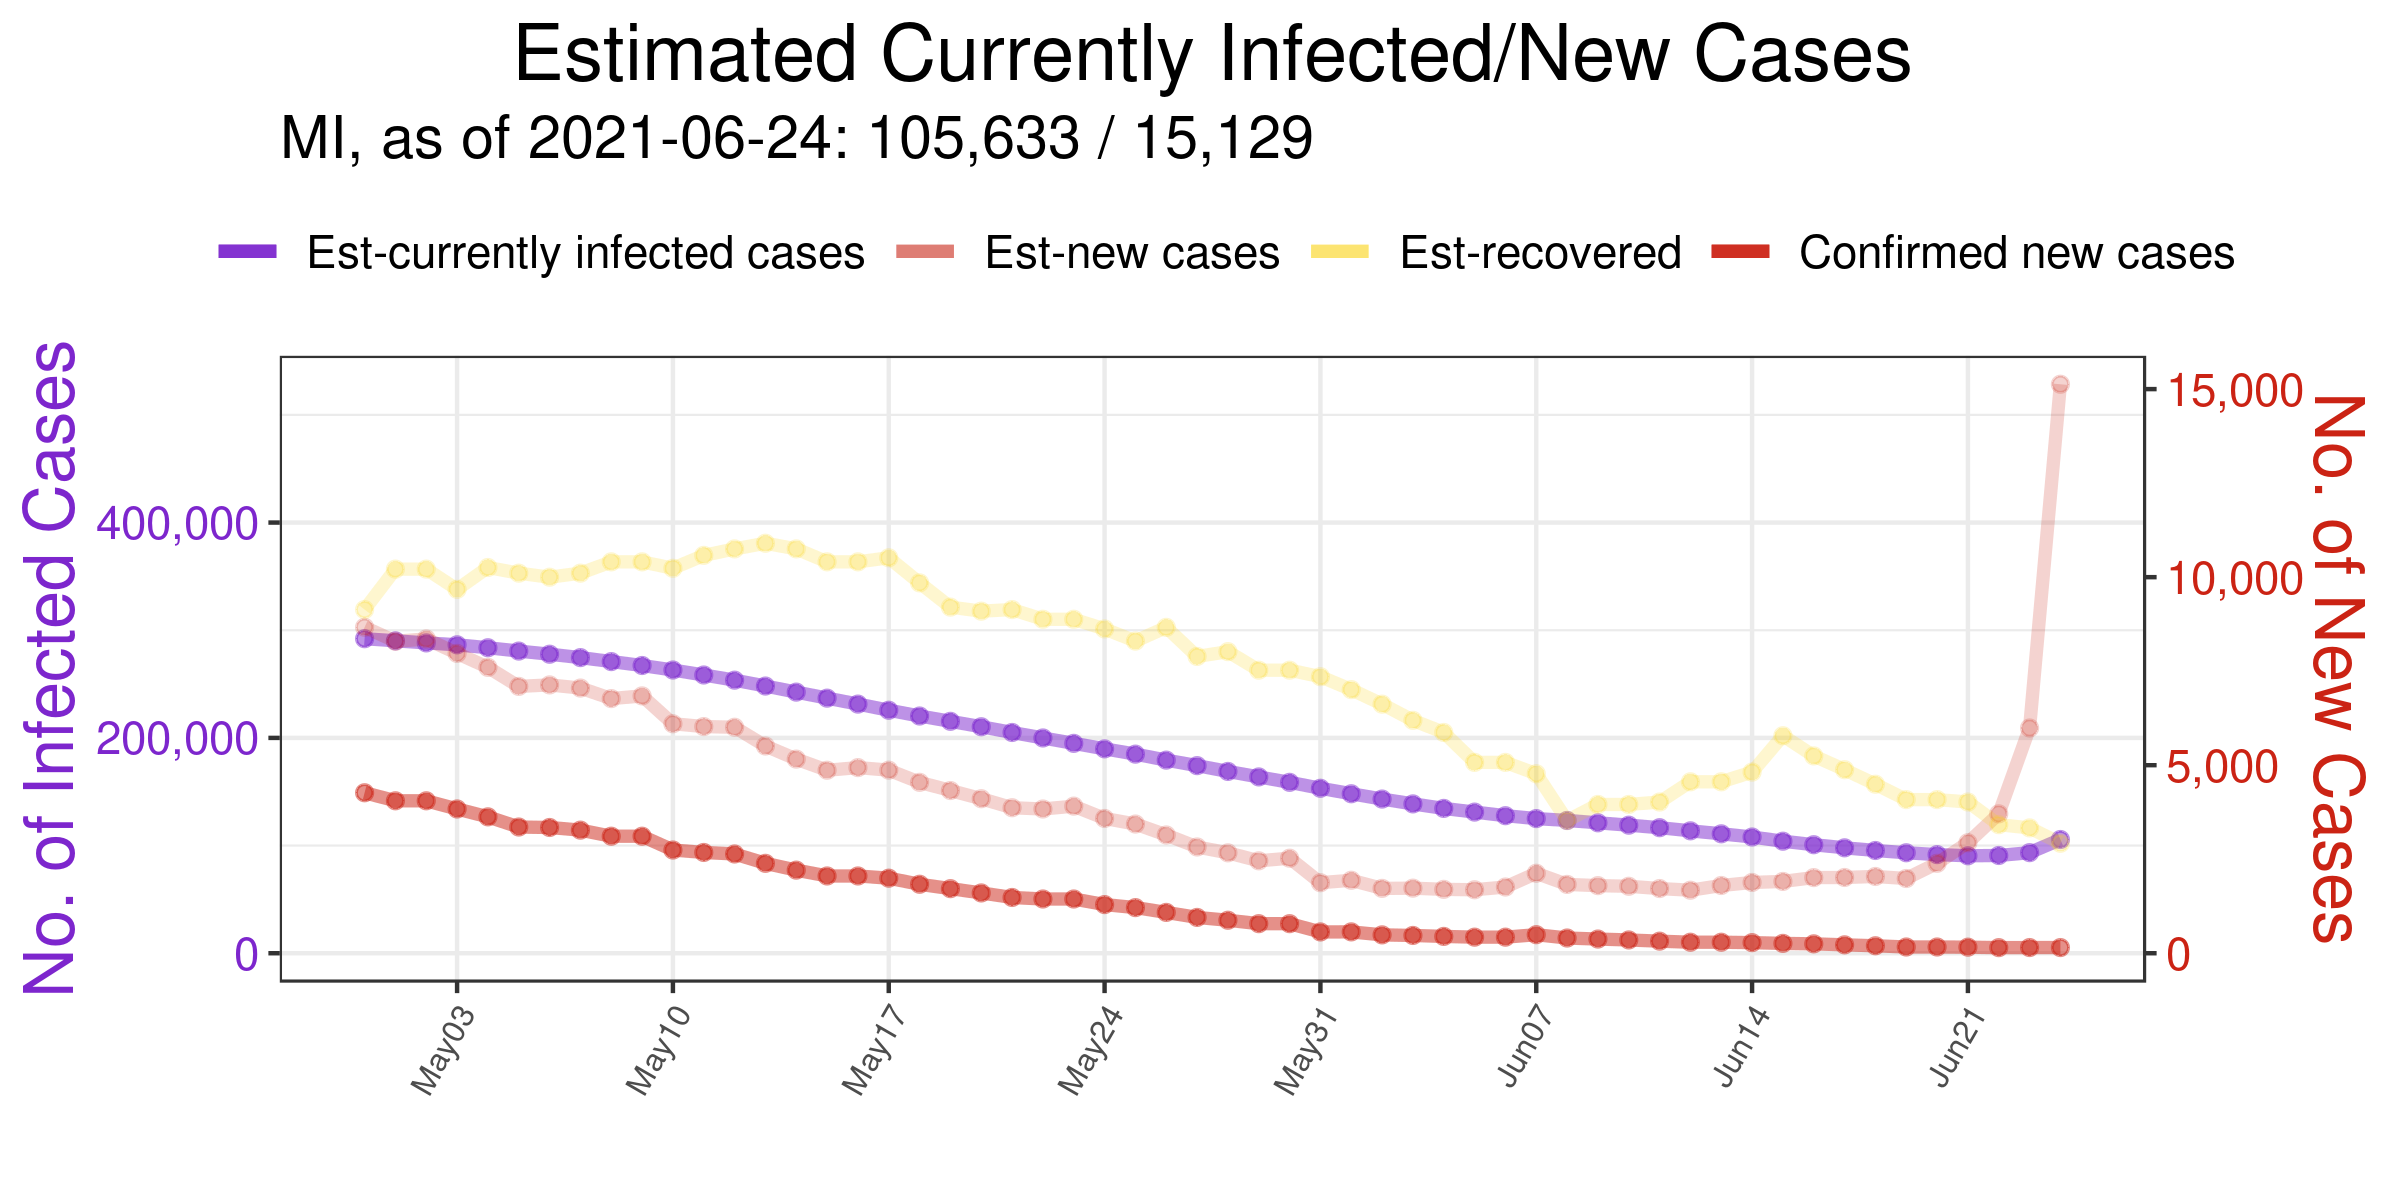 Estimated Currently Infected/New Cases
MI, as of 2021-06-24: 105,633 / 15,129
Est-currently infected cases Est-new cases Est-recovered Confirmed new cases
No. of Infected Cases
400,000
200,000
0
15,000
10,000
5,000
0
No. of New Cases
May03 May10 May17 May24 May31 Jun07 Jun14 Jun21